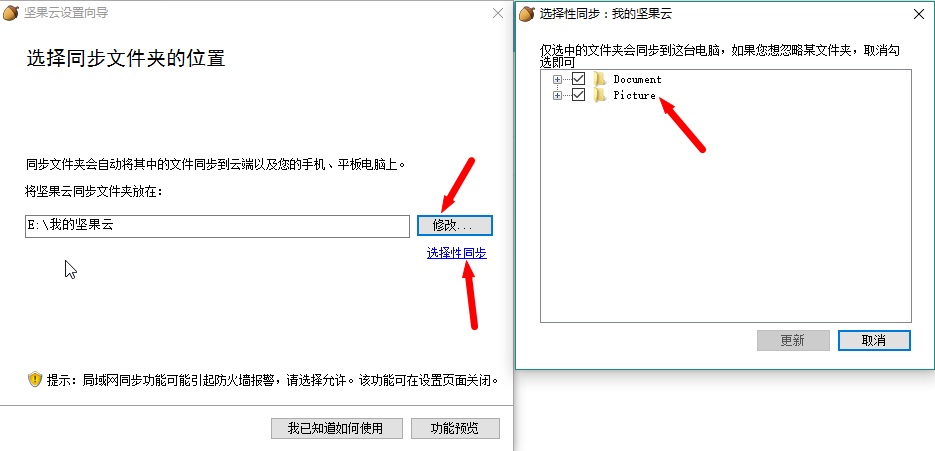 坚果云设置向导
选择同步文件夹的位置
同步文件夹会自动将其中的文件同步到云端以及您的手机、平板电脑上。
将坚果云同步文件夹放在：
E:\我的坚果云
修改...
选择性同步
提示：局域网同步功能可能引起防火墙报警，请选择允许。该功能可在设置页面关闭。
我已知道如何使用
功能预览
选择性同步：我的坚果云
仅选中的文件夹会同步到这台电脑，如果您想忽略某文件夹，取消勾
选即可
Document
Picture
更新
取消